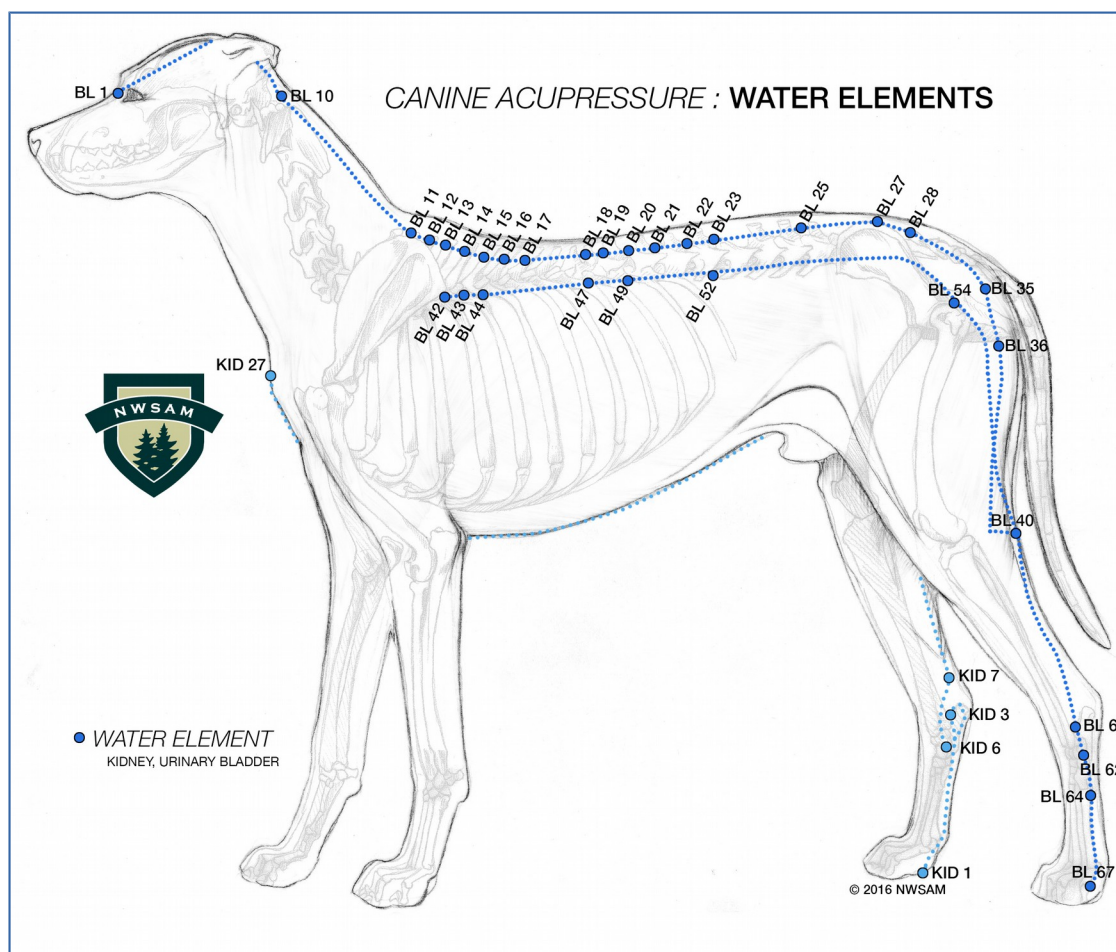 CANINE ACUPRESSURE : WATER ELEMENTS
BL 1
BL 10
BL 11
BL 12
BL 13
BL 14
BL 15
BL 16
BL 17
BL 18
BL 19
BL 20
BL 21
BL 22
BL 23
BL 25
BL 27
BL 28
BL 42
BL 43
BL 44
BL 47
BL 49
BL 52
BL 54
BL 35
BL 36
KID 27
NWSAM
BL 40
KID 7
KID 3
KID 6
BL 6
BL 62
BL 64
WATER ELEMENT
KIDNEY, URINARY BLADDER
KID 1
BL 67
© 2016 NWSAM